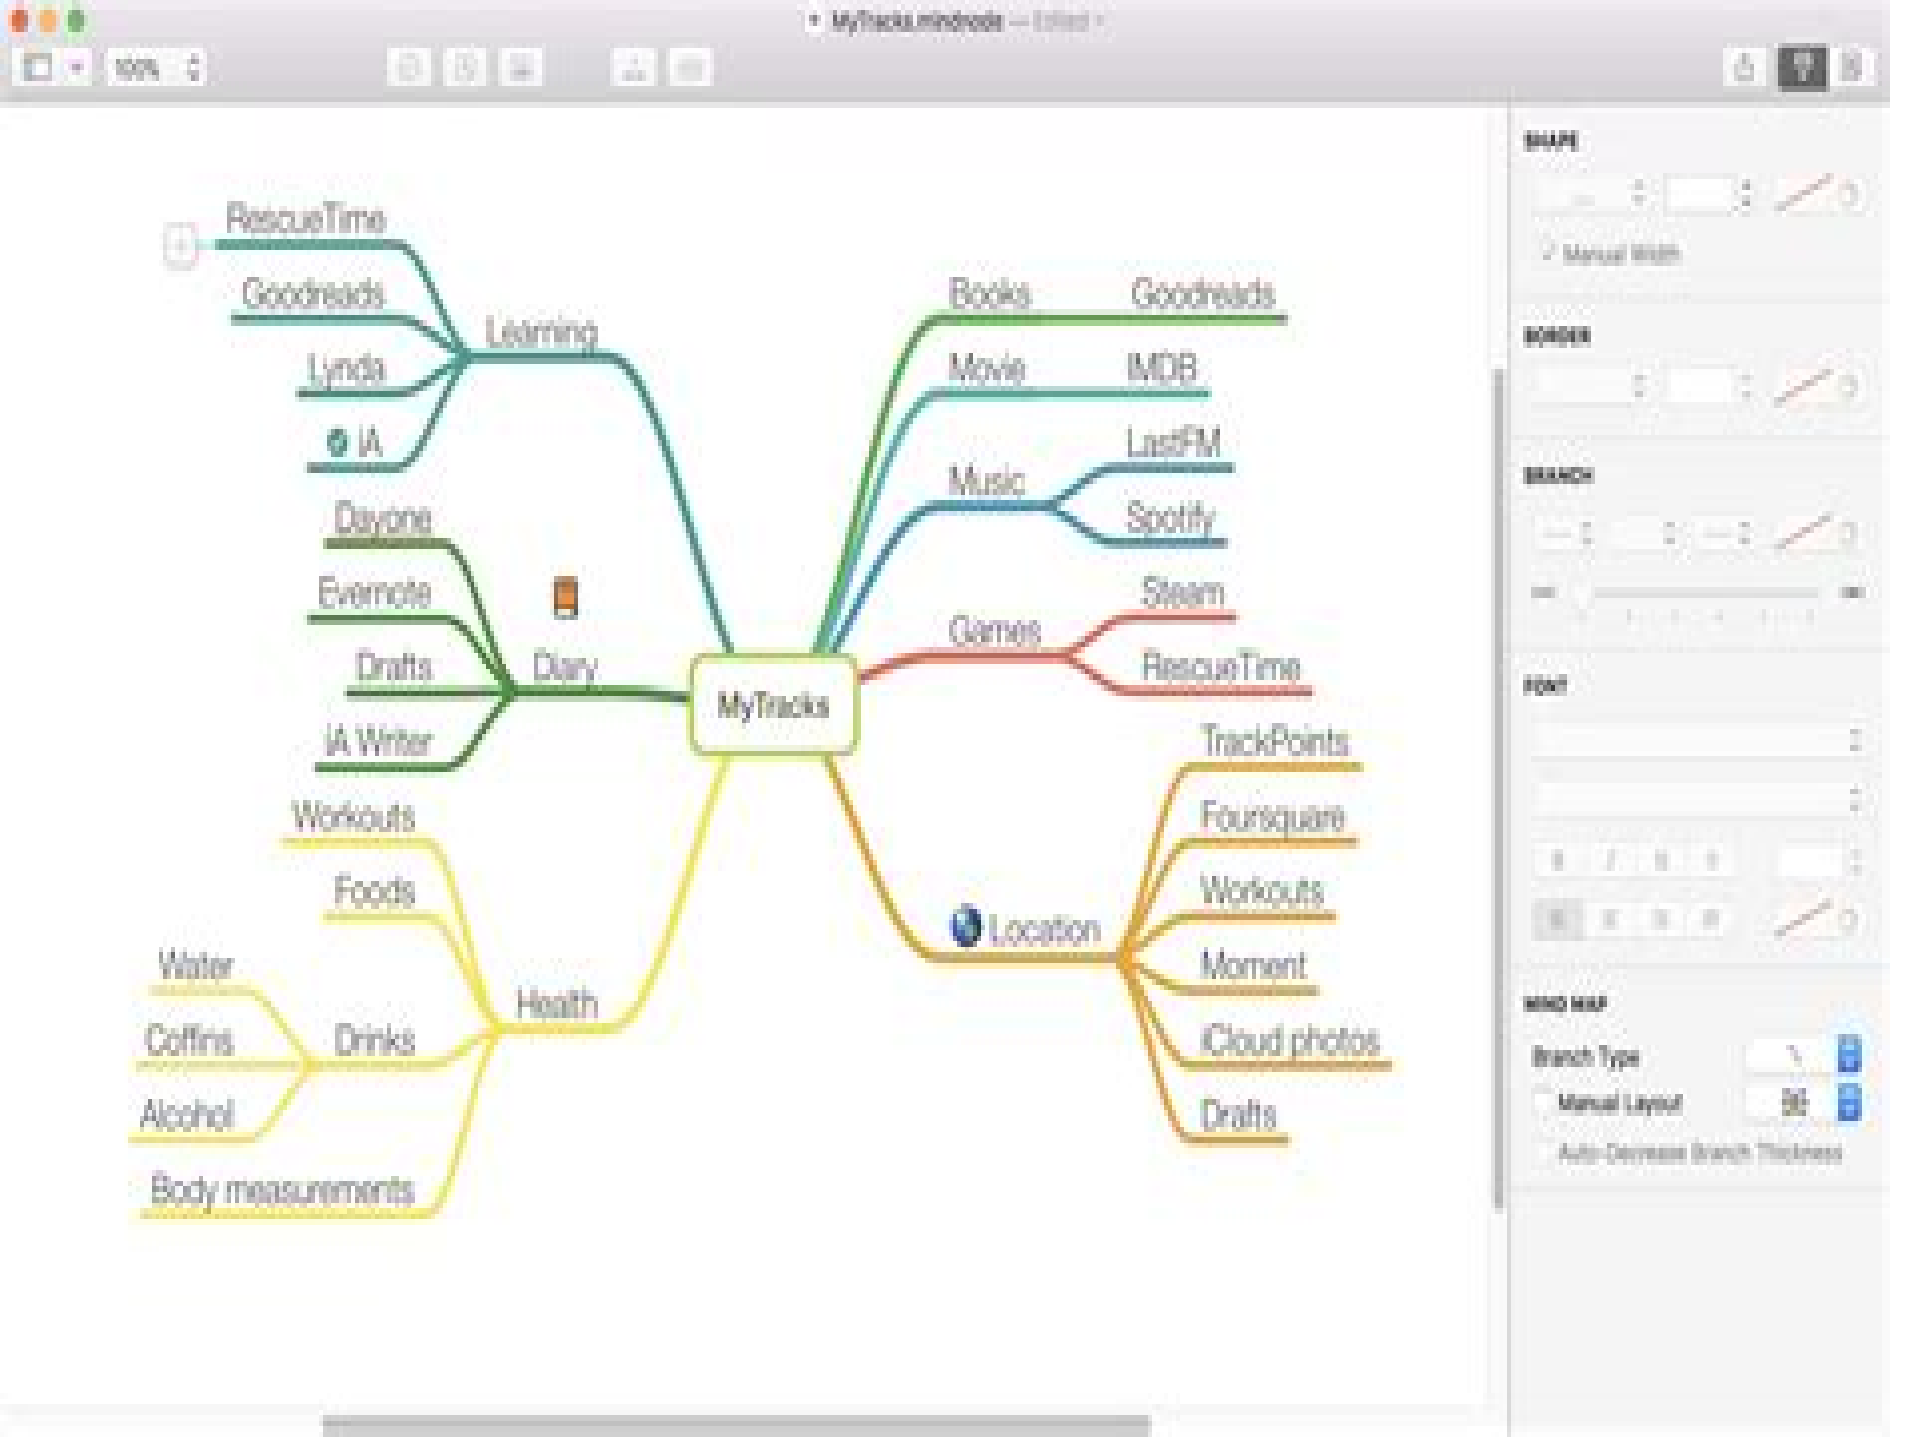 MyTracks.mindnode — Edited
100%
RescueTime
Goodreads
Lynda
iA
Learning
Dayone
Evernote
Drafts
iA Writer
Diary
Workouts
Foods
Water
Coffins
Alcohol
Drinks
Body measurements
Health
MyTracks
Books
Goodreads
Movie
IMDB
Music
LastFM
Spotify
Games
Steam
RescueTime
Location
TrackPoints
Foursquare
Workouts
Moment
iCloud photos
Drafts
SHAPE
Manual Width
BORDER
BRANCH
FONT
MIND MAP
Branch Type
Manual Layout
Auto-Decrease Branch Thickness